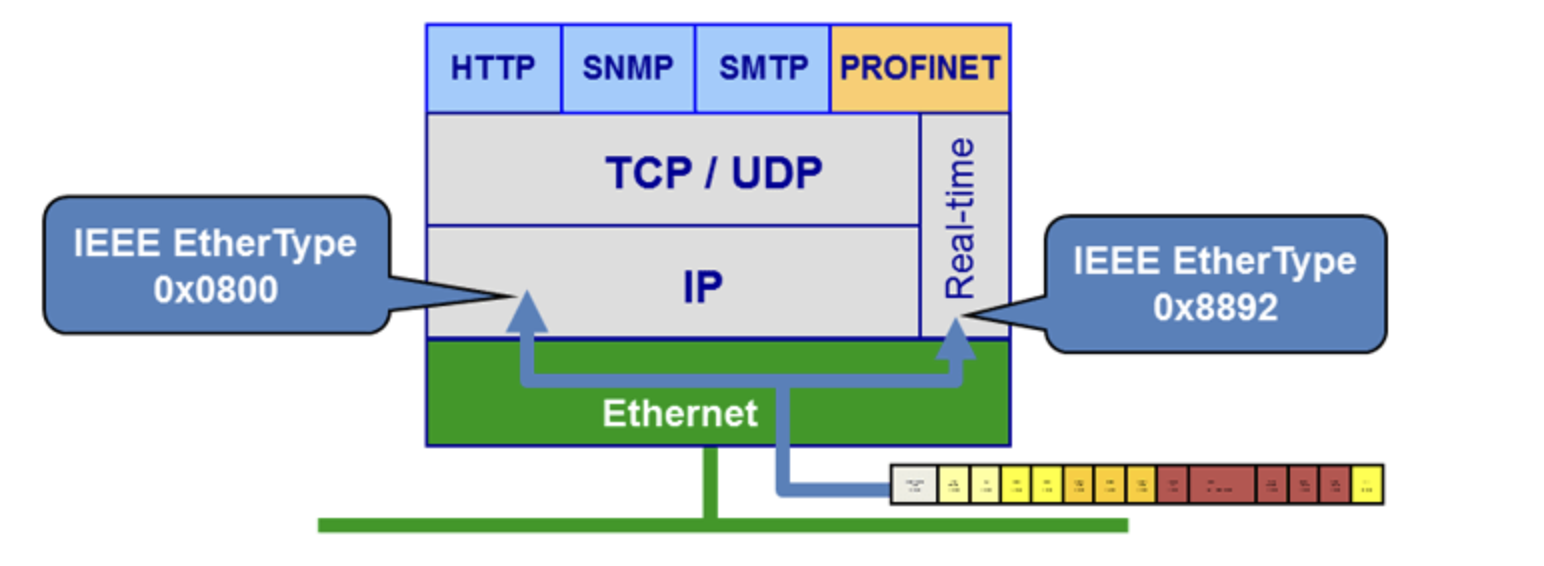 HTTP
SNMP
SMTP
PROFINET
TCP / UDP
Real-time
IEEE EtherType
0x0800
IP
IEEE EtherType
0x8892
Ethernet